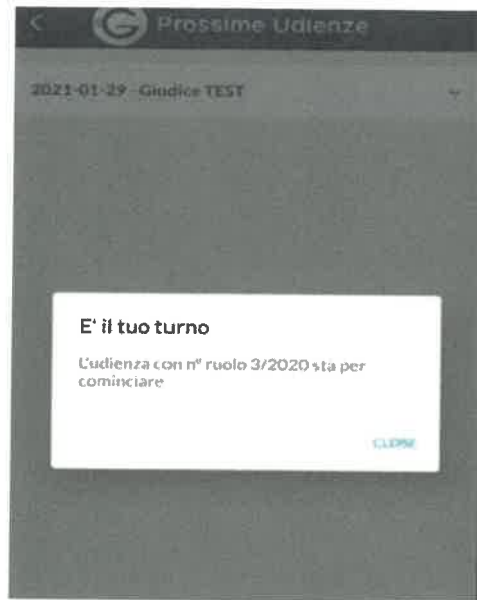 Prossime Udienze
2021-01-29 - Giudice TEST
E' il tuo turno
L'udienza con n° ruolo 3/2020 sta per
cominciare
CLOSE